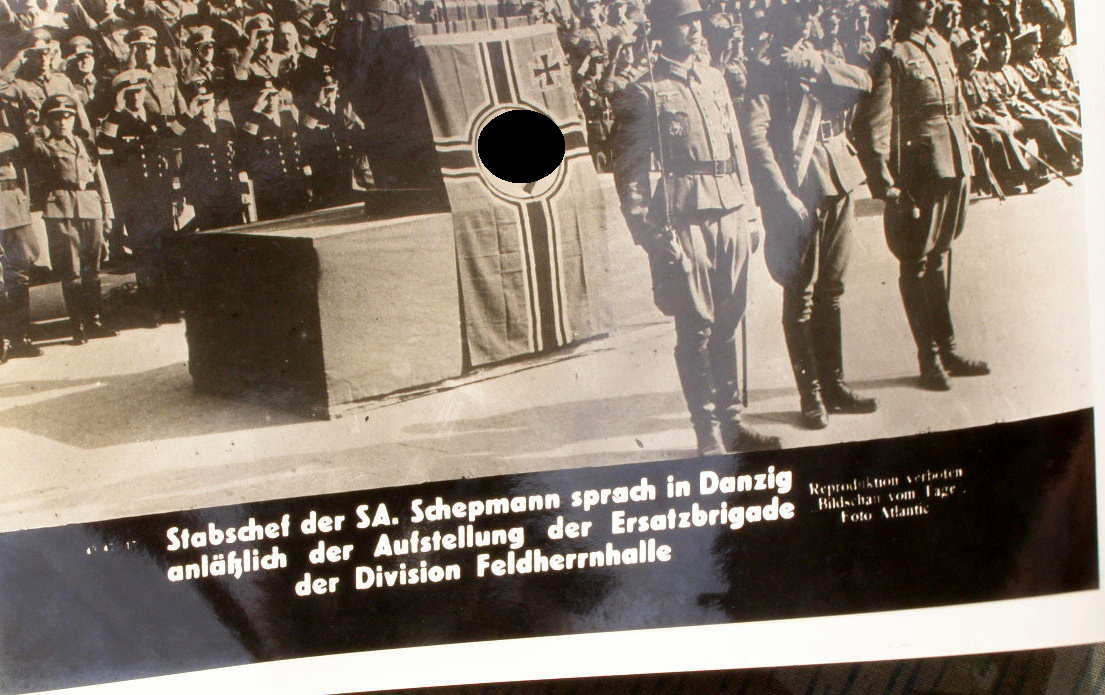 Stabschef der SA. Schepmann sprach in Danzig
anläßlich der Aufstellung der Ersatzbrigade
der Division Feldherrnhalle
Reproduktion verboten
Bildschau vom Tage
Foto Atlantic